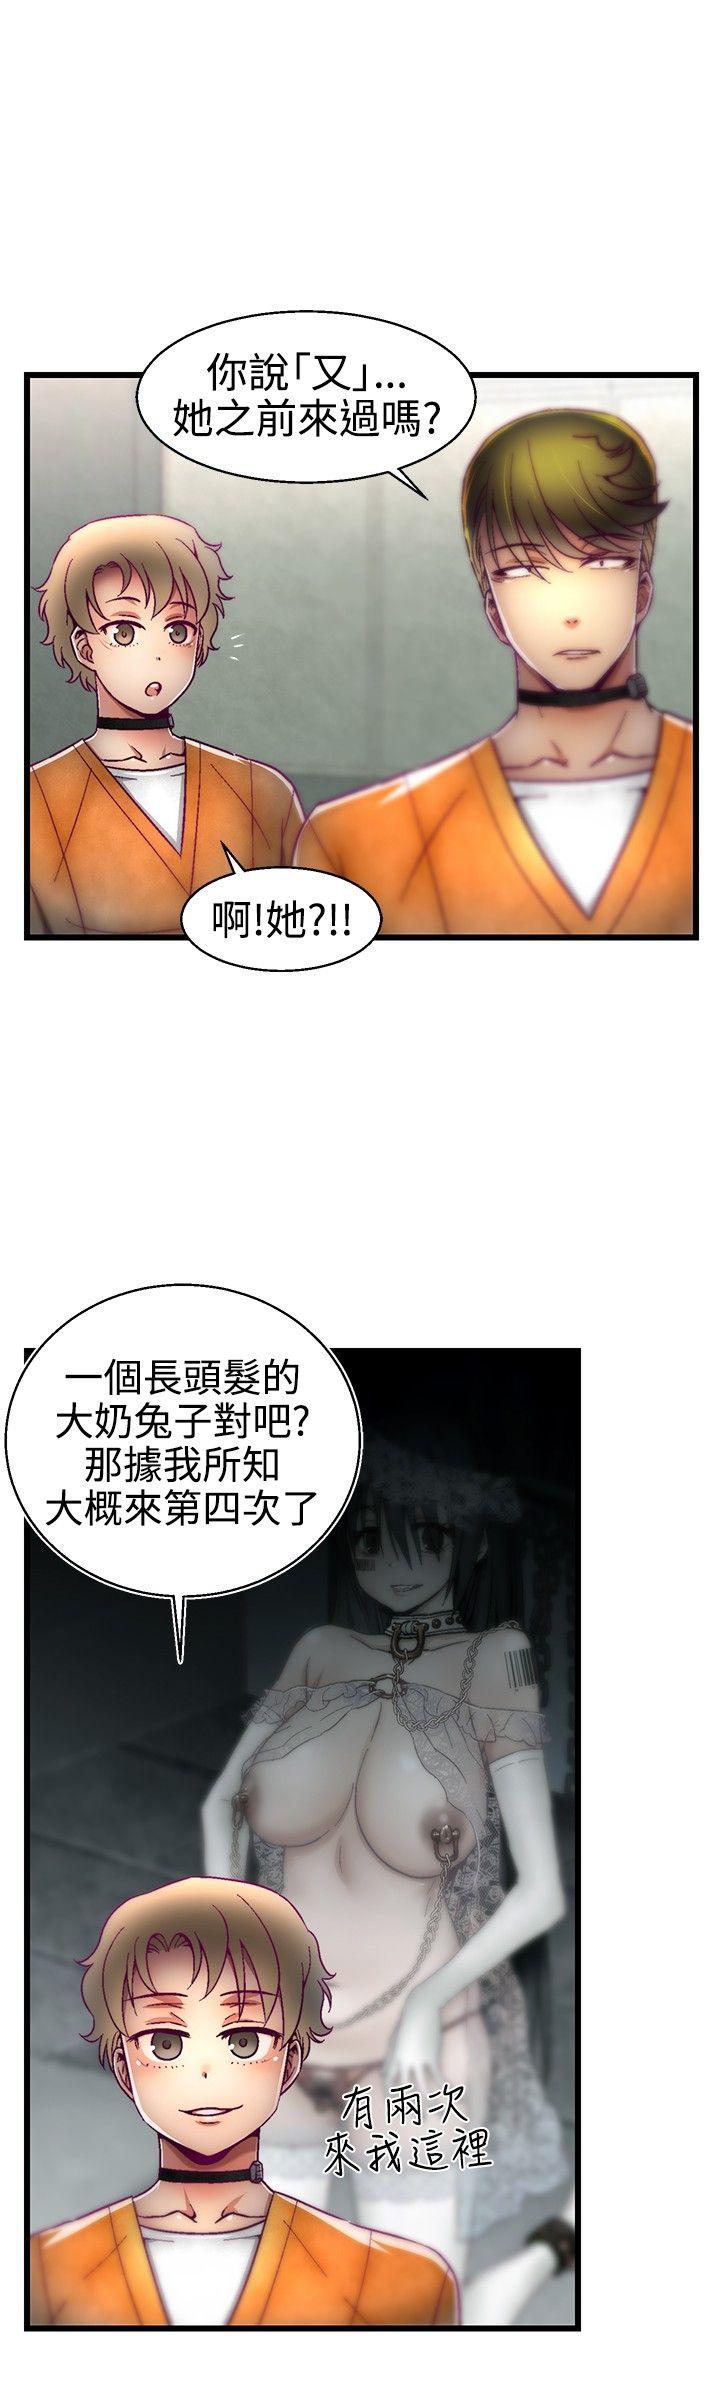 你說「又」...
她之前來過嗎?
啊!她?!!
一個長頭髮的
大奶兔子對吧?
那據我所知
大概來第四次了
有兩次
來我這裡